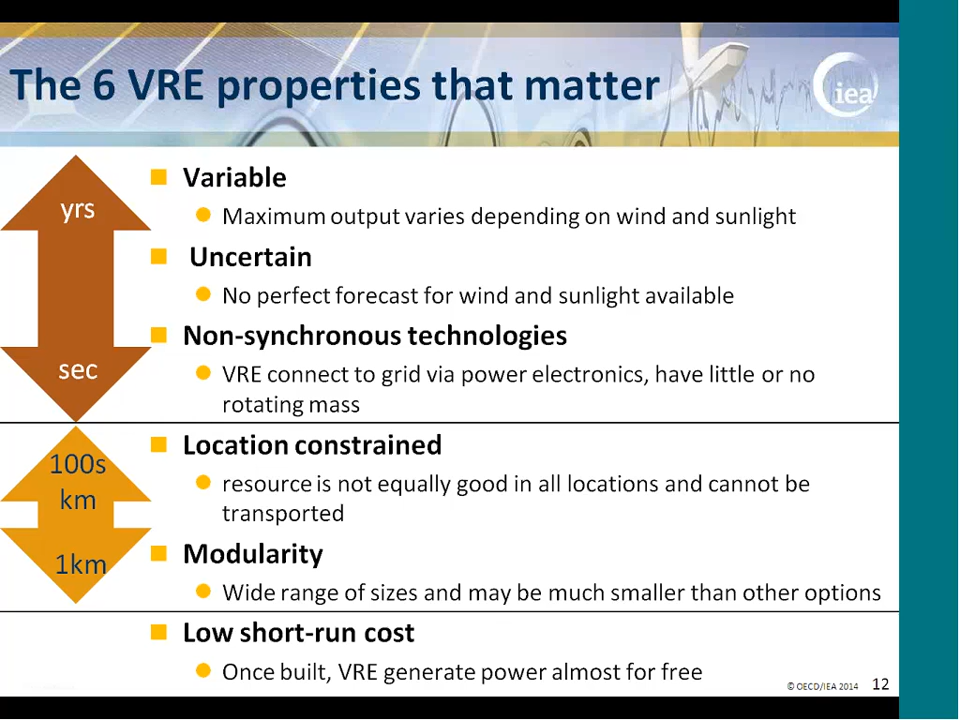 The 6 VRE properties that matter
iea
yrs
Variable
Maximum output varies depending on wind and sunlight
Uncertain
No perfect forecast for wind and sunlight available
Non-synchronous technologies
sec
VRE connect to grid via power electronics, have little or no
rotating mass
Location constrained
100s
km
resource is not equally good in all locations and cannot be
transported
Modularity
1km
Wide range of sizes and may be much smaller than other options
Low short-run cost
Once built, VRE generate power almost for free
© OECD/IEA 2014
12